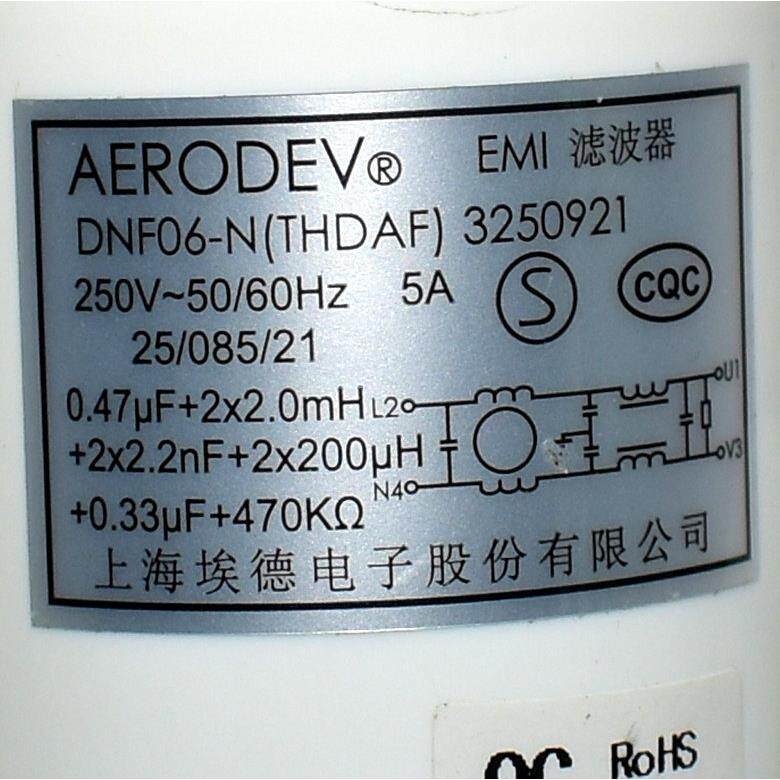 AERODEV® EMI 滤波器
DNF06-N(THDAF) 3250921
250V~50/60Hz 5A
S
CQC
25/085/21
0.47µF+2x2.0mH
+2x2.2nF+2x200µH
+0.33µF+470KΩ
L2
N4
U1
V3
上海埃德电子股份有限公司
RoHS